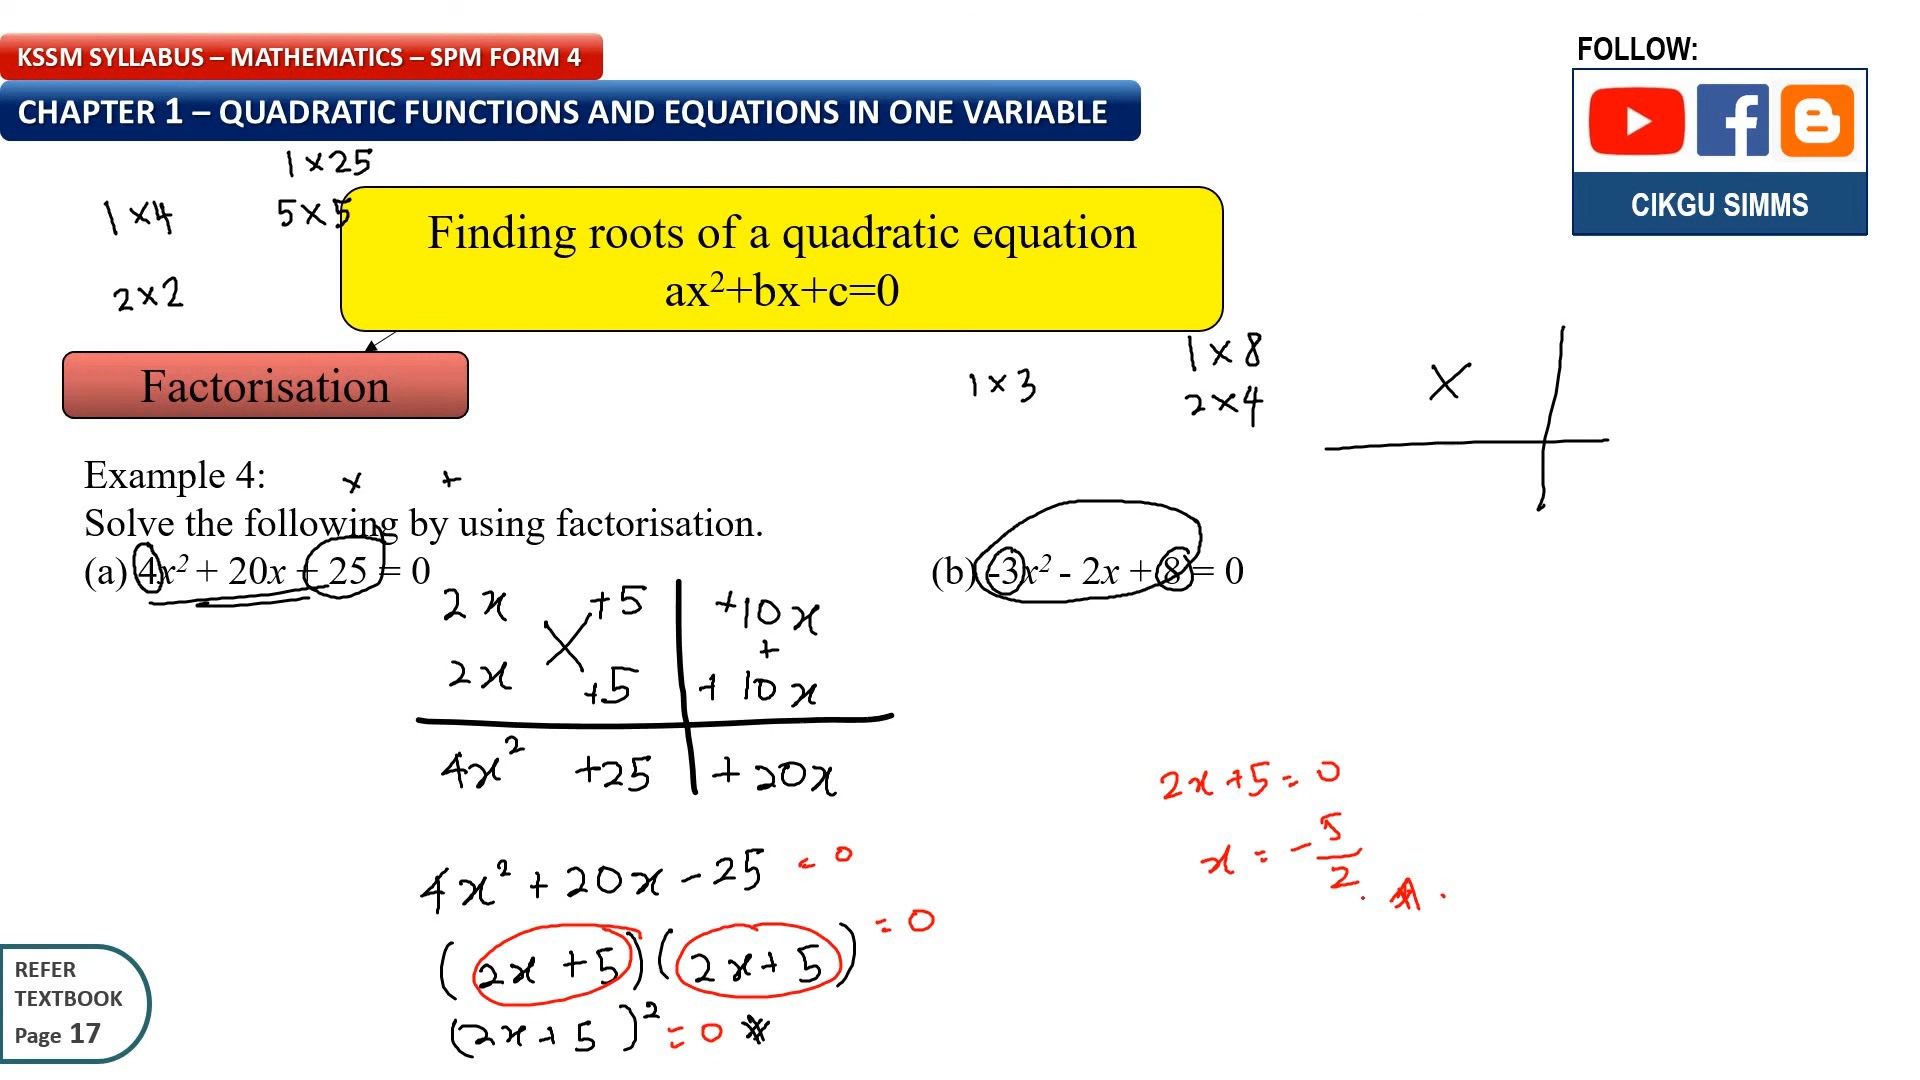 KSSM SYLLABUS – MATHEMATICS – SPM FORM 4
CHAPTER 1 – QUADRATIC FUNCTIONS AND EQUATIONS IN ONE VARIABLE
FOLLOW:
CIKGU SIMMS
1 × 25
1 × 4
5 × 5
2 × 2
Finding roots of a quadratic equation
ax²+bx+c=0
Factorisation
1 × 3
1 × 8
2 × 4
×
Example 4:
× +
Solve the following by using factorisation.
(a) 4x² + 20x + 25 = 0
(b) -3x² - 2x + 8 = 0
2x +5 +10x
+
2x +5 + 10x
4x² +25 + 20x
2x + 5 = 0
x = - 5/2
4x² + 20x - 25 = 0
(2x + 5)(2x + 5) = 0
(2x + 5)² = 0 *
REFER
TEXTBOOK
Page 17